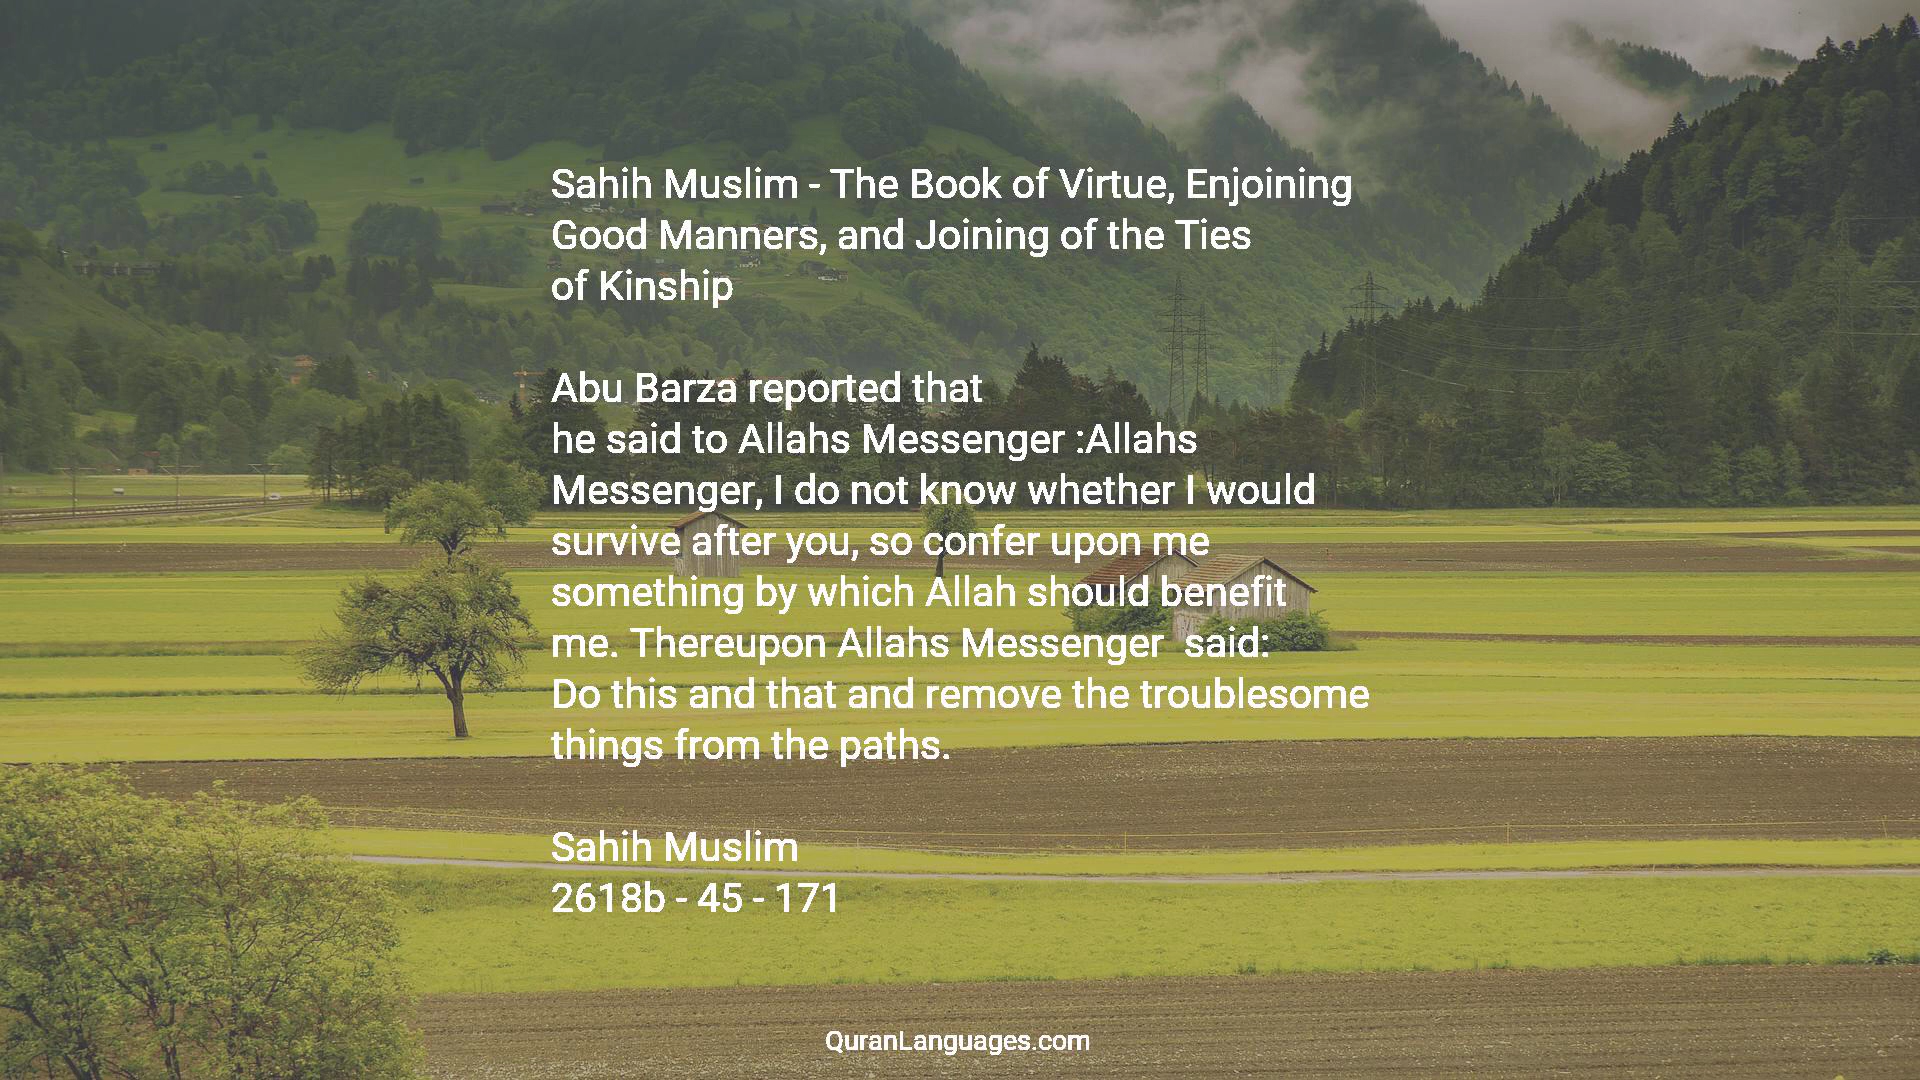 Sahih Muslim - The Book of Virtue, Enjoining
Good Manners, and Joining of the Ties
of Kinship
Abu Barza reported that
he said to Allahs Messenger :Allahs
Messenger, I do not know whether I would
survive after you, so confer upon me
something by which Allah should benefit
me. Thereupon Allahs Messenger  said:
Do this and that and remove the troublesome
things from the paths.
Sahih Muslim
2618b - 45 - 171
QuranLanguages.com